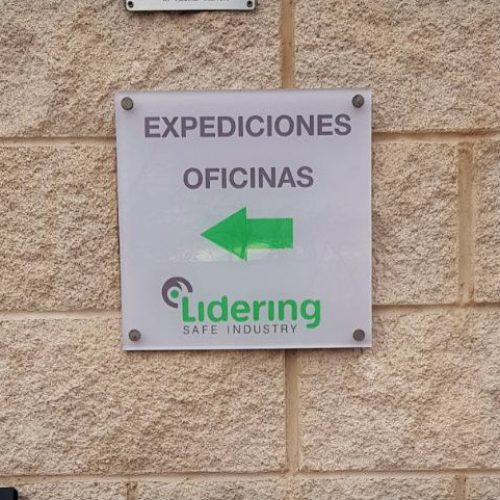 EXPEDICIONES
OFICINAS
Lidering
SAFE INDUSTRY